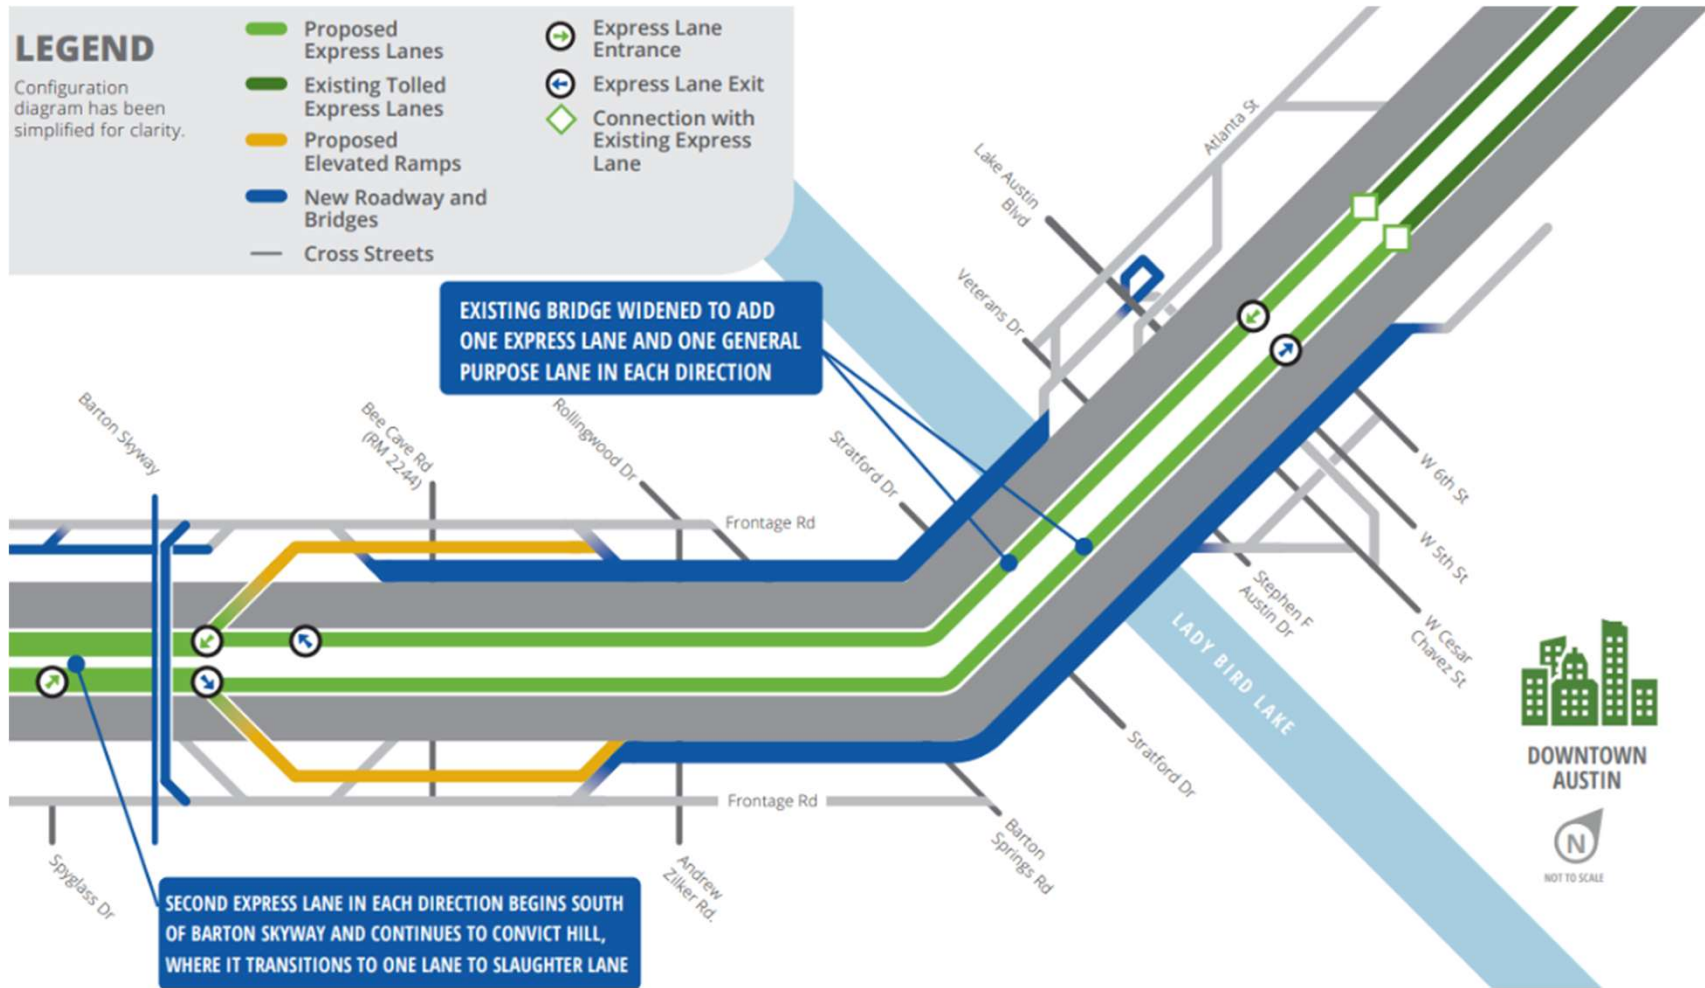 LEGEND
Configuration
diagram has been
simplified for clarity.
Proposed
Express Lanes
Existing Tolled
Express Lanes
Proposed
Elevated Ramps
New Roadway and
Bridges
Cross Streets
Express Lane
Entrance
Express Lane Exit
Connection with
Existing Express
Lane
Atlanta St
Lake Austin
Blvd
Veterans Dr
EXISTING BRIDGE WIDENED TO ADD
ONE EXPRESS LANE AND ONE GENERAL
PURPOSE LANE IN EACH DIRECTION
Barton Skyway
Bee Cave Rd
(RM 2244)
Rollingwood Dr
Stratford Dr
Frontage Rd
W 6th St
W 5th St
W Cesar
Chavez St
Stephen F
Austin Dr
LADY BIRD LAKE
Stratford Dr
DOWNTOWN
AUSTIN
N
NOT TO SCALE
Frontage Rd
Barton
Springs Rd
Andrew
Zilker Rd.
Spyglass Dr
SECOND EXPRESS LANE IN EACH DIRECTION BEGINS SOUTH
OF BARTON SKYWAY AND CONTINUES TO CONVICT HILL,
WHERE IT TRANSITIONS TO ONE LANE TO SLAUGHTER LANE